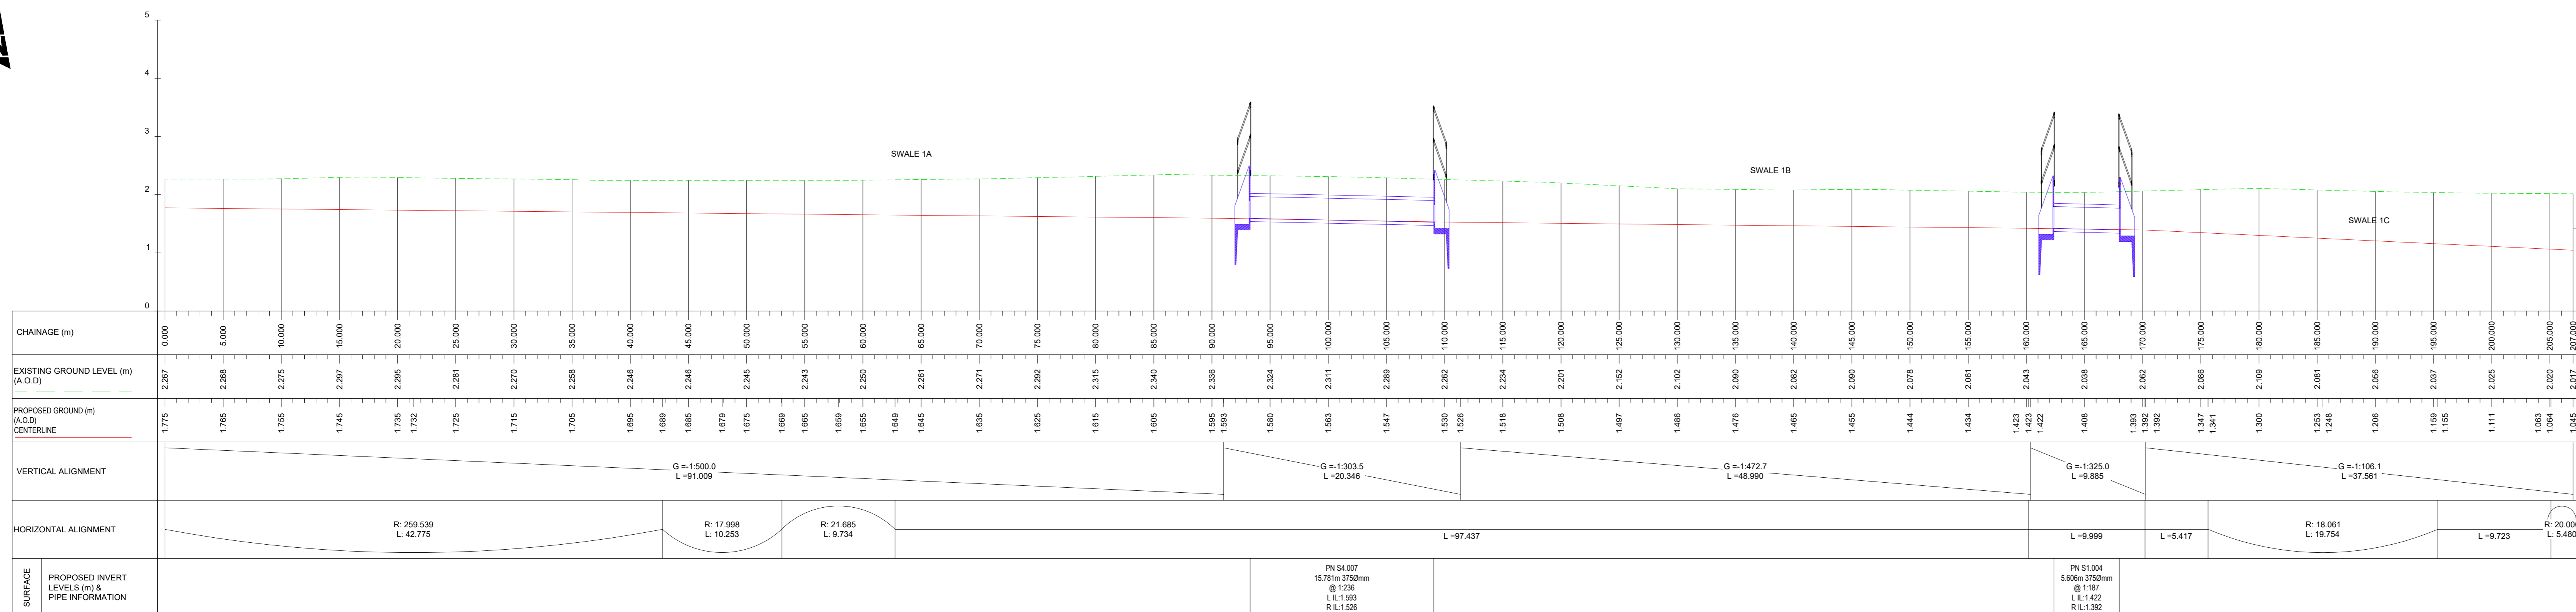 5
4
3
2
1
0
SWALE 1A
SWALE 1B
SWALE 1C
CHAINAGE (m)
0.000 5.000 10.000 15.000 20.000 25.000 30.000 35.000 40.000 45.000 50.000 55.000 60.000 65.000 70.000 75.000 80.000 85.000 90.000 95.000 100.000 105.000 110.000 115.000 120.000 125.000 130.000 135.000 140.000 145.000 150.000 155.000 160.000 165.000 170.000 175.000 180.000 185.000 190.000 195.000 200.000 205.000 207.000
EXISTING GROUND LEVEL (m)
(A.O.D)
2.267 2.268 2.275 2.297 2.295 2.281 2.270 2.258 2.246 2.246 2.245 2.243 2.250 2.261 2.271 2.292 2.315 2.340 2.336 2.324 2.311 2.289 2.262 2.234 2.201 2.152 2.102 2.090 2.082 2.090 2.078 2.061 2.043 2.038 2.062 2.086 2.109 2.081 2.056 2.037 2.025 2.020 2.017
PROPOSED GROUND (m)
(A.O.D)
CENTERLINE
1.775 1.765 1.755 1.745 1.735 1.732 1.725 1.715 1.705 1.695 1.689 1.685 1.679 1.675 1.669 1.665 1.659 1.655 1.649 1.645 1.635 1.625 1.615 1.605 1.595 1.593 1.580 1.563 1.547 1.530 1.526 1.518 1.508 1.497 1.486 1.476 1.465 1.455 1.444 1.434 1.423 1.423 1.422 1.408 1.393 1.392 1.392 1.347 1.341 1.300 1.253 1.248 1.206 1.159 1.155 1.111 1.063 1.064 1.045
VERTICAL ALIGNMENT
G =-1:500.0
L =91.009
G =-1:303.5
L =20.346
G =-1:472.7
L =48.990
G =-1:325.0
L =9.885
G =-1:106.1
L =37.561
HORIZONTAL ALIGNMENT
R: 259.539
L: 42.775
R: 17.998
L: 10.253
R: 21.685
L: 9.734
L =97.437
L =9.999
L =5.417
R: 18.061
L: 19.754
L =9.723
R: 20.000
L: 5.480
SURFACE
PROPOSED INVERT
LEVELS (m) &
PIPE INFORMATION
PN S4.007
15.781m 375Ømm
@ 1:236
L IL:1.593
R IL:1.526
PN S1.004
5.606m 375Ømm
@ 1:187
L IL:1.422
R IL:1.392